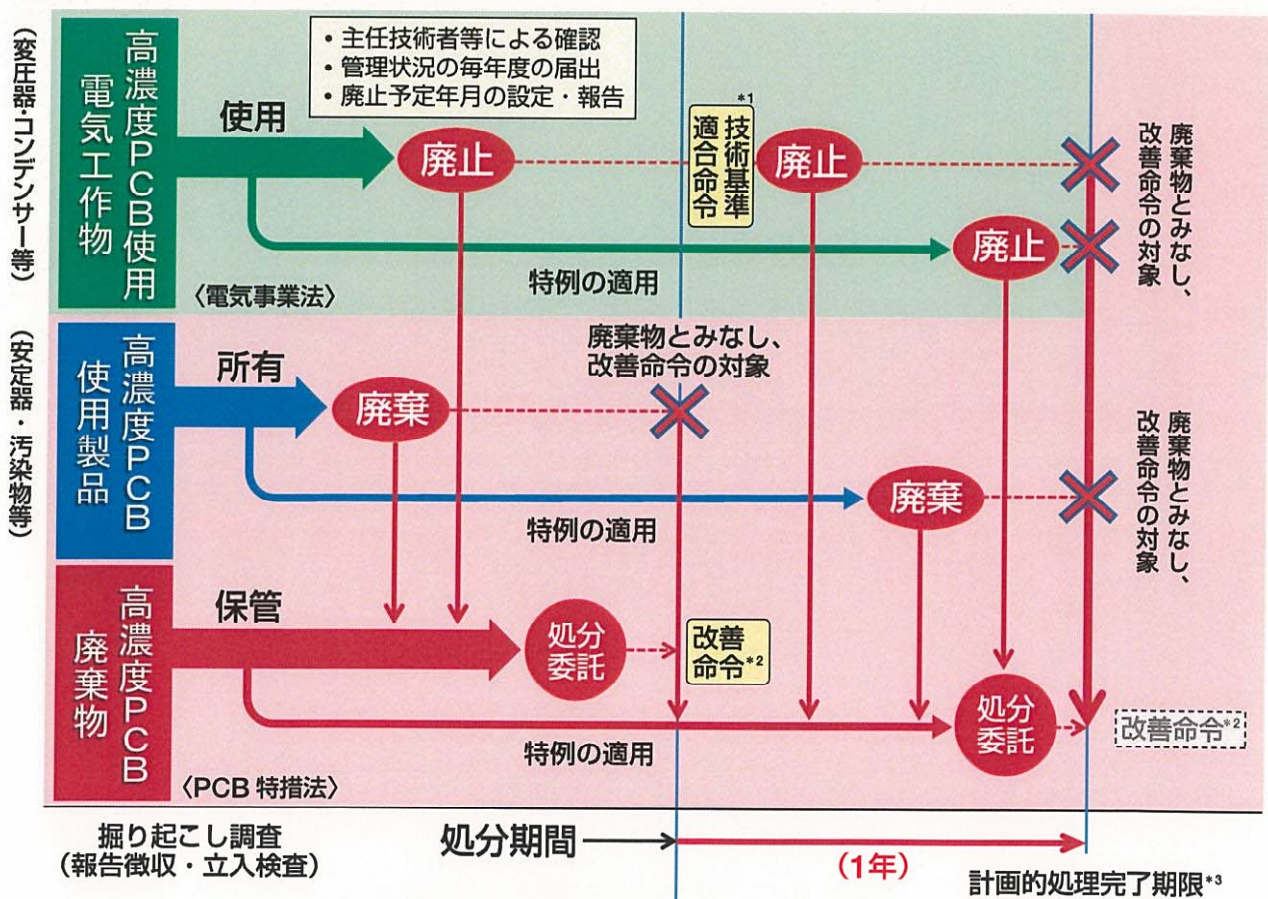 (変圧器・コンデンサー等)
高濃度PCB使用
電気工作物
・主任技術者等による確認
・管理状況の毎年度の届出
・廃止予定年月の設定・報告
使用
廃止
*1
技術基準
適合命令
廃止
廃棄物とみなし、
改善命令の対象
廃止
特例の適用
〈電気事業法〉
(安定器・汚染物等)
高濃度PCB
使用製品
所有
廃棄
廃棄物とみなし、
改善命令の対象
廃棄物とみなし、
改善命令の対象
廃棄
特例の適用
高濃度PCB
廃棄物
保管
処分
委託
改善
命令*2
処分
委託
改善命令*2
特例の適用
〈PCB 特措法〉
掘り起こし調査
(報告徴収・立入検査)
処分期間
(1年)
計画的処理完了期限*3